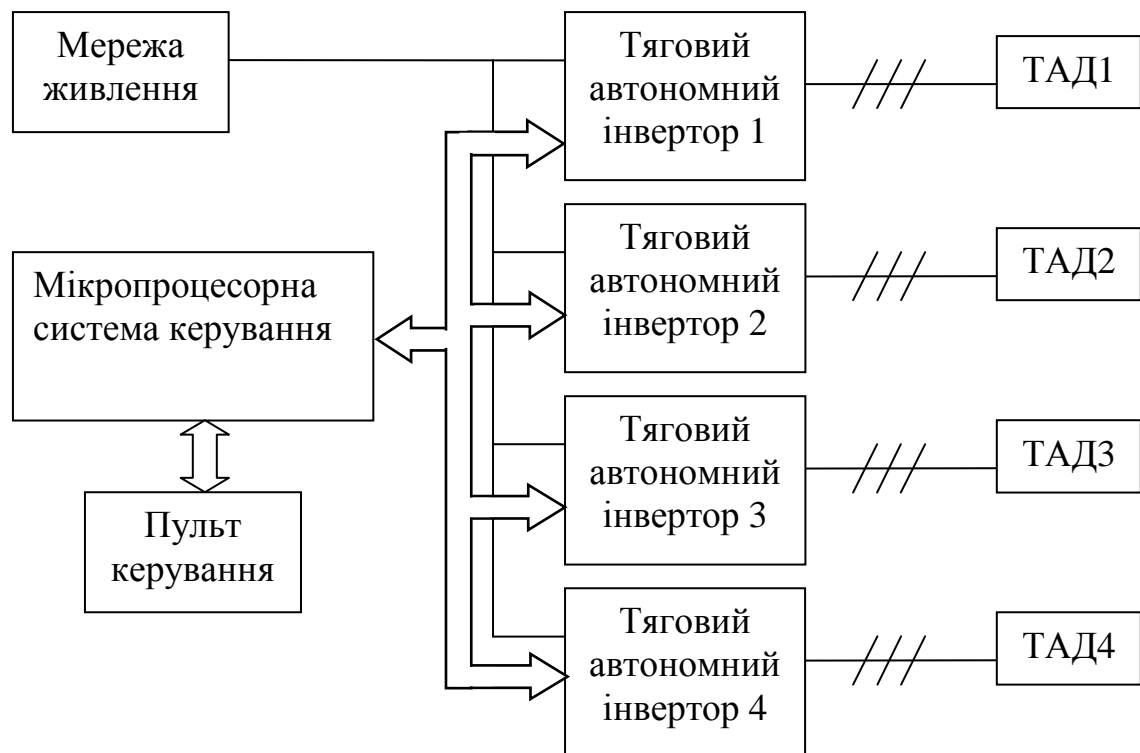 Мережа
живлення
Тяговий
автономний
інвертор 1
ТАД1
Тяговий
автономний
інвертор 2
ТАД2
Мікропроцесорна
система керування
Тяговий
автономний
інвертор 3
ТАД3
Пульт
керування
Тяговий
автономний
інвертор 4
ТАД4